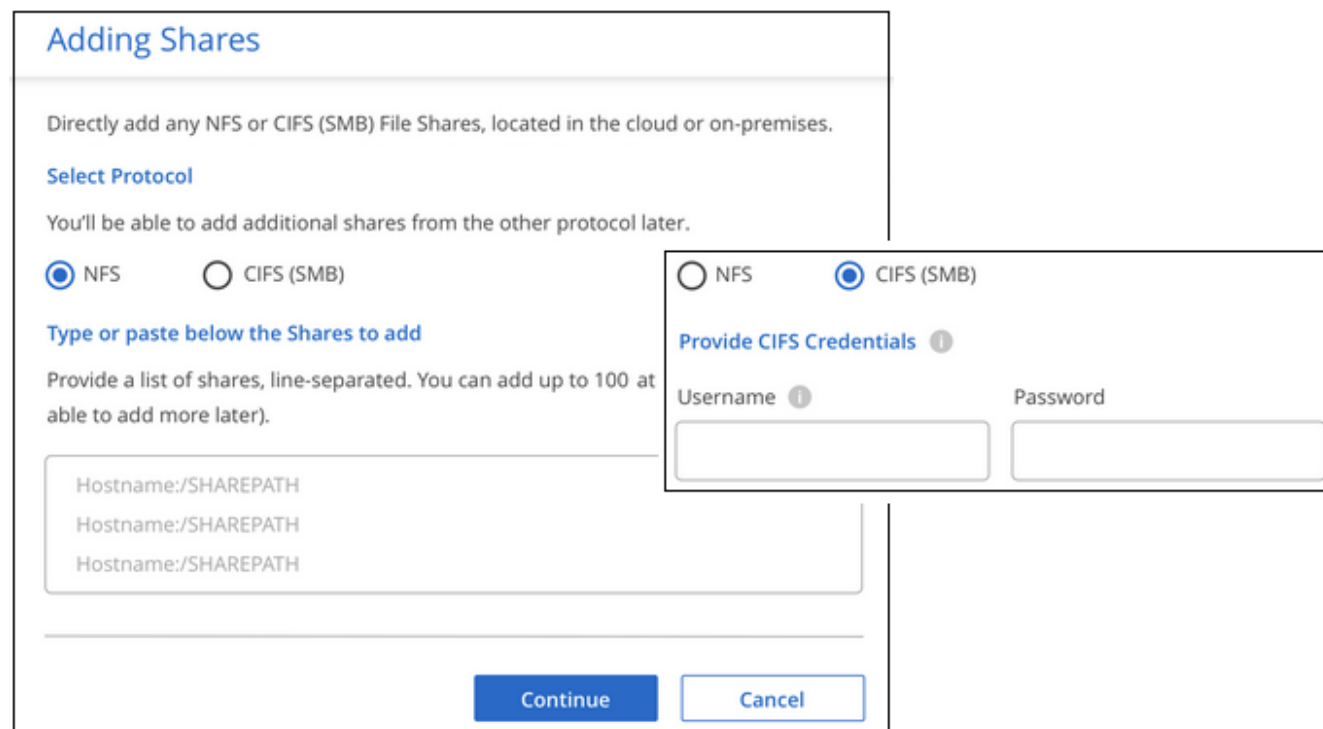 Adding Shares
Directly add any NFS or CIFS (SMB) File Shares, located in the cloud or on-premises.
Select Protocol
You'll be able to add additional shares from the other protocol later.
NFS CIFS (SMB)
Type or paste below the Shares to add
Provide a list of shares, line-separated. You can add up to 100 at
able to add more later).
Hostname:/SHAREPATH
Hostname:/SHAREPATH
Hostname:/SHAREPATH
Continue Cancel
NFS CIFS (SMB)
Provide CIFS Credentials i
Username i Password